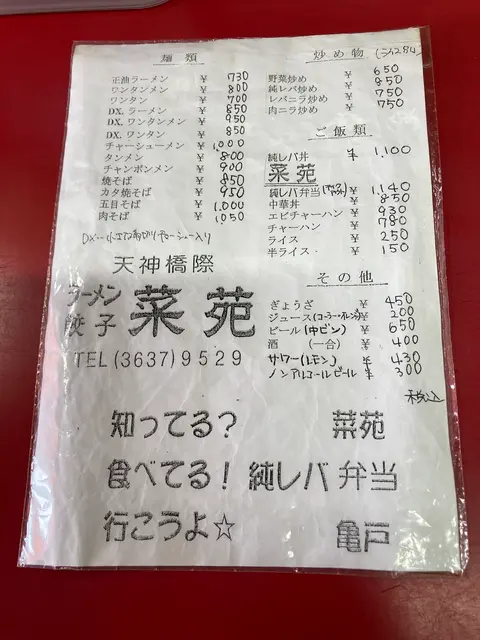 麺類
正油ラーメン ¥ 730
ワンタンメン ¥ 800
ワンタン ¥ 700
DX. ラーメン ¥ 850
DX. ワンタンメン ¥ 950
DX. ワンタン ¥ 850
チャーシューメン ¥ 1,000
タンメン ¥ 800
チャンポンメン ¥ 900
焼そば ¥ 850
カタ焼そば ¥ 950
五目そば ¥ 1,000
肉そば ¥ 1,050
炒め物
野菜炒め ¥ 650
純レバ炒め ¥ 850
レバニラ炒め ¥ 750
肉ニラ炒め ¥ 750
ご飯類
純レバ丼 ¥ 1,100
菜苑
純レバ弁当 ¥ 1,140
中華丼 ¥ 850
エビチャーハン ¥ 930
チャーハン ¥ 780
ライス ¥ 250
半ライス ¥ 150
その他
ぎょうざ ¥ 450
ジュース(コーラ・オレンジ) ¥ 200
ビール(中ビン) ¥ 650
酒 (一合) ¥ 400
サワー(レモン) ¥ 430
ノンアルコールビール ¥ 300
税込
天神橋際
ラーメン
餃子
菜苑
TEL(3637)9529
知ってる? 菜苑
食べてる! 純レバ弁当
行こうよ☆ 亀戸